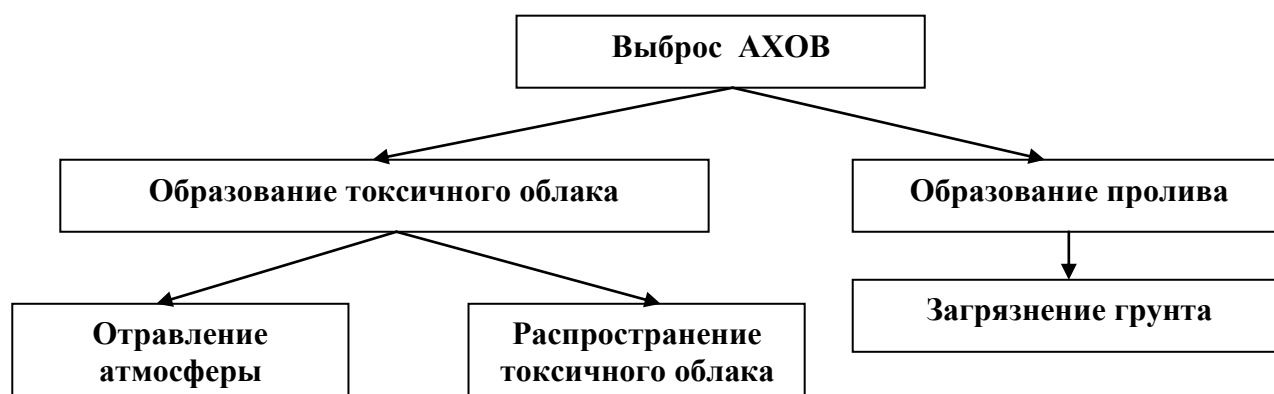 Выброс АХОВ
Образование токсичного облака
Образование пролива
Загрязнение грунта
Отравление
атмосферы
Распространение
токсичного облака